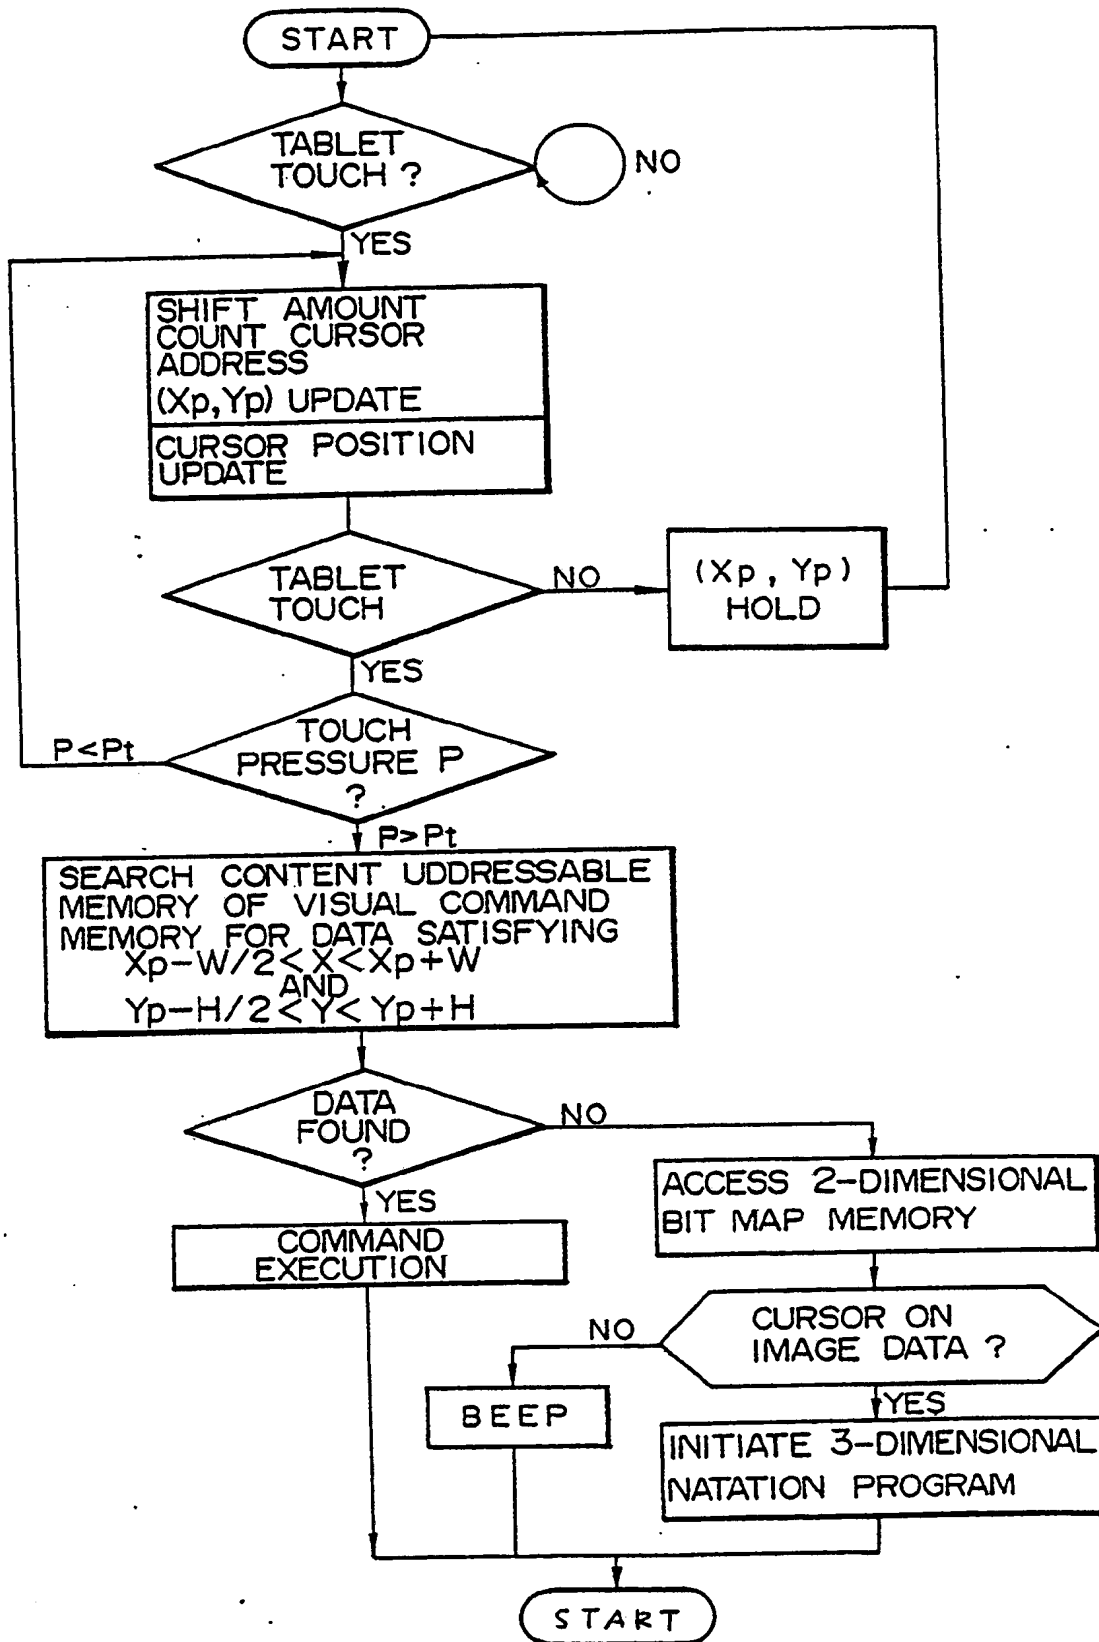 START
TABLET
TOUCH ?
NO
YES
SHIFT AMOUNT
COUNT CURSOR
ADDRESS
(Xp,Yp) UPDATE
CURSOR POSITION
UPDATE
TABLET
TOUCH
NO
(Xp, Yp)
HOLD
YES
TOUCH
PRESSURE P
?
P<Pt
P>Pt
SEARCH CONTENT UDDRESSABLE
MEMORY OF VISUAL COMMAND
MEMORY FOR DATA SATISFYING
Xp-W/2<X<Xp+W
AND
Yp-H/2<Y<Yp+H
DATA
FOUND
?
NO
YES
COMMAND
EXECUTION
ACCESS 2-DIMENSIONAL
BIT MAP MEMORY
CURSOR ON
IMAGE DATA ?
NO
YES
BEEP
INITIATE 3-DIMENSIONAL
NATATION PROGRAM
START